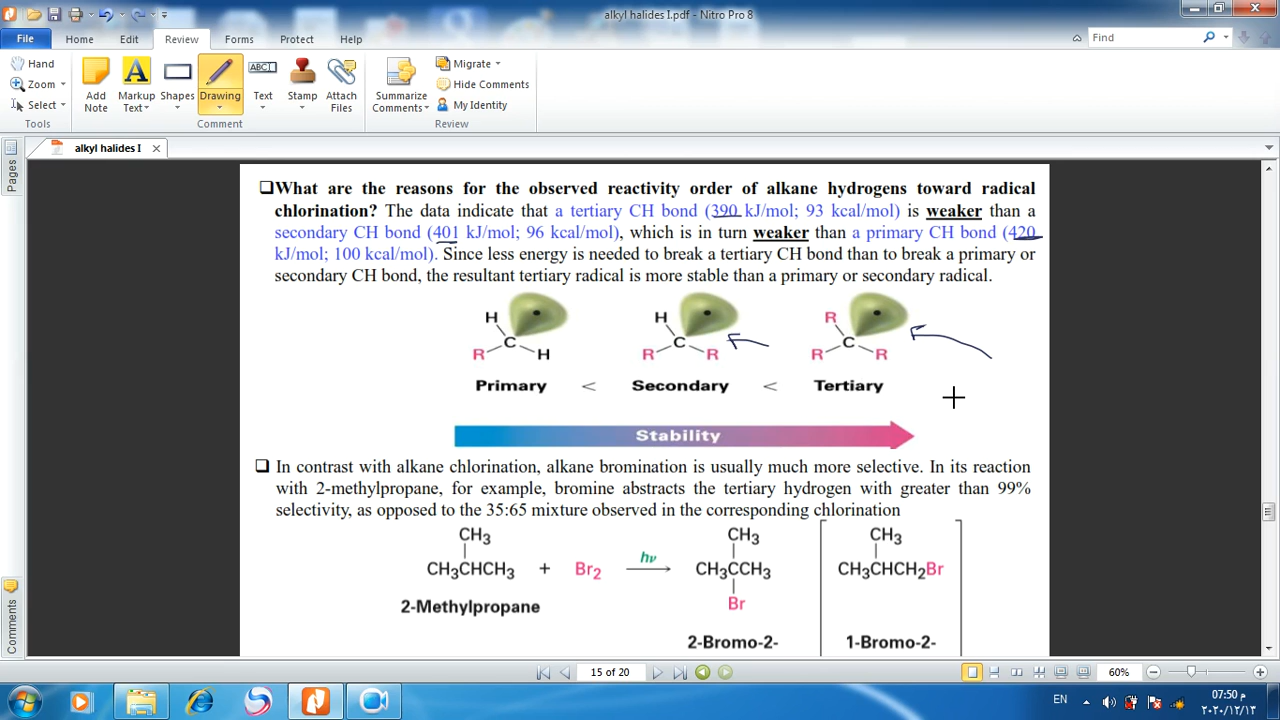 alkyl halides I.pdf - Nitro Pro 8
File Home Edit Review Forms Protect Help
Find
Hand
Zoom
Select
Tools
Add Note
Markup Text
Shapes
Drawing
Text
Stamp
Attach Files
Comment
Summarize Comments
Migrate
Hide Comments
My Identity
Review
alkyl halides I
Pages
What are the reasons for the observed reactivity order of alkane hydrogens toward radical
chlorination? The data indicate that a tertiary CH bond (390 kJ/mol; 93 kcal/mol) is weaker than a
secondary CH bond (401 kJ/mol; 96 kcal/mol), which is in turn weaker than a primary CH bond (420
kJ/mol; 100 kcal/mol). Since less energy is needed to break a tertiary CH bond than to break a primary or
secondary CH bond, the resultant tertiary radical is more stable than a primary or secondary radical.
H H R
C C C
R H R R R R
Primary < Secondary < Tertiary
Stability
In contrast with alkane chlorination, alkane bromination is usually much more selective. In its reaction
with 2-methylpropane, for example, bromine abstracts the tertiary hydrogen with greater than 99%
selectivity, as opposed to the 35:65 mixture observed in the corresponding chlorination
CH₃ CH₃ CH₃
CH₃CHCH₃ + Br₂ hν CH₃CCH₃ CH₃CHCH₂Br
Br
2-Methylpropane
2-Bromo-2- 1-Bromo-2-
Comments
15 of 20
60%
EN
07:50 م
٢٠٢٠/١٢/١٣